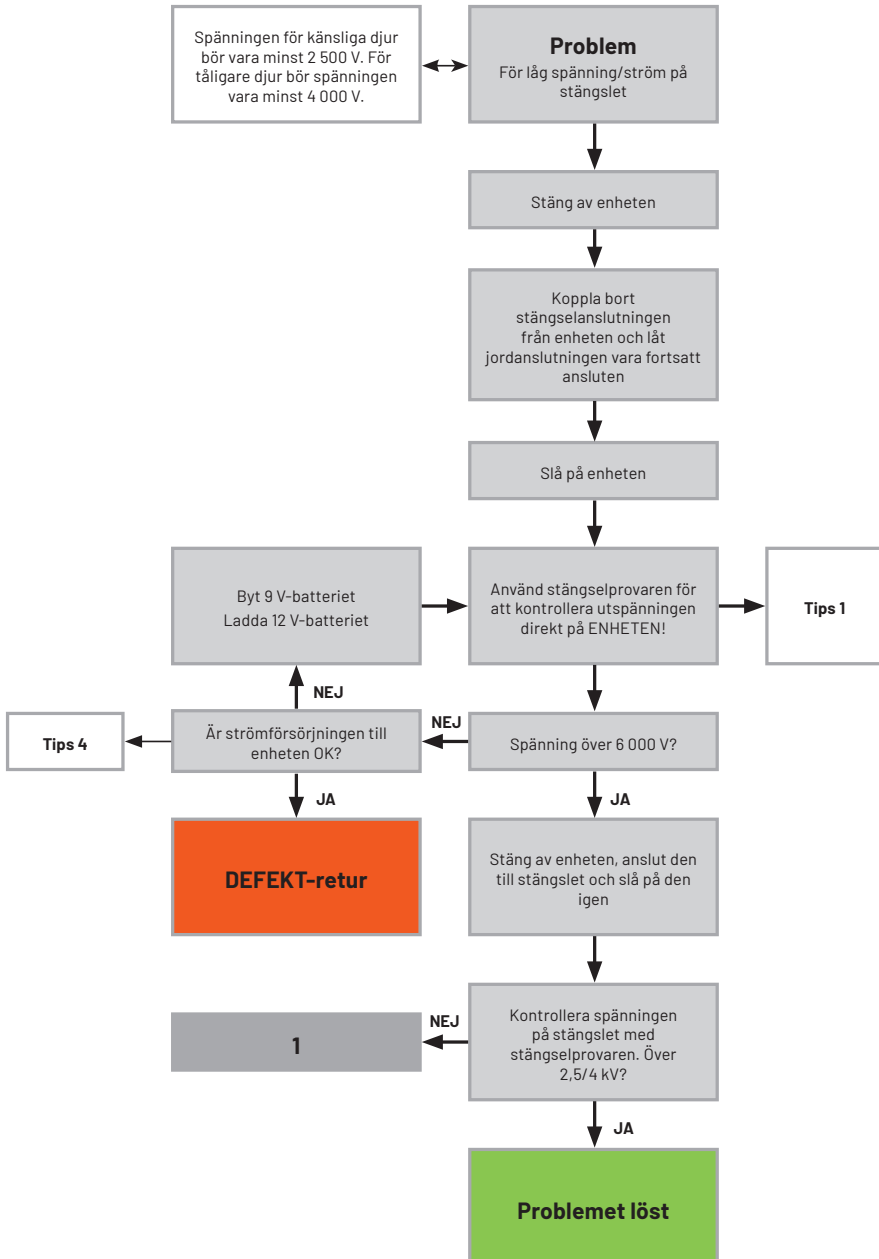 Spänningen för känsliga djur
bör vara minst 2 500 V. För
tåligare djur bör spänningen
vara minst 4 000 V.
Problem
För låg spänning/ström på
stängslet
Stäng av enheten
Koppla bort
stängselanslutningen
från enheten och låt
jordanslutningen vara fortsatt
ansluten
Slå på enheten
Byt 9 V-batteriet
Ladda 12 V-batteriet
Använd stängselprovaren för
att kontrollera utspänningen
direkt på ENHETEN!
Tips 1
NEJ
Tips 4
Är strömförsörjningen till
enheten OK?
NEJ
Spänning över 6 000 V?
JA
JA
DEFEKT-retur
Stäng av enheten, anslut den
till stängslet och slå på den
igen
1
NEJ
Kontrollera spänningen
på stängslet med
stängselprovaren. Över
2,5/4 kV?
JA
Problemet löst